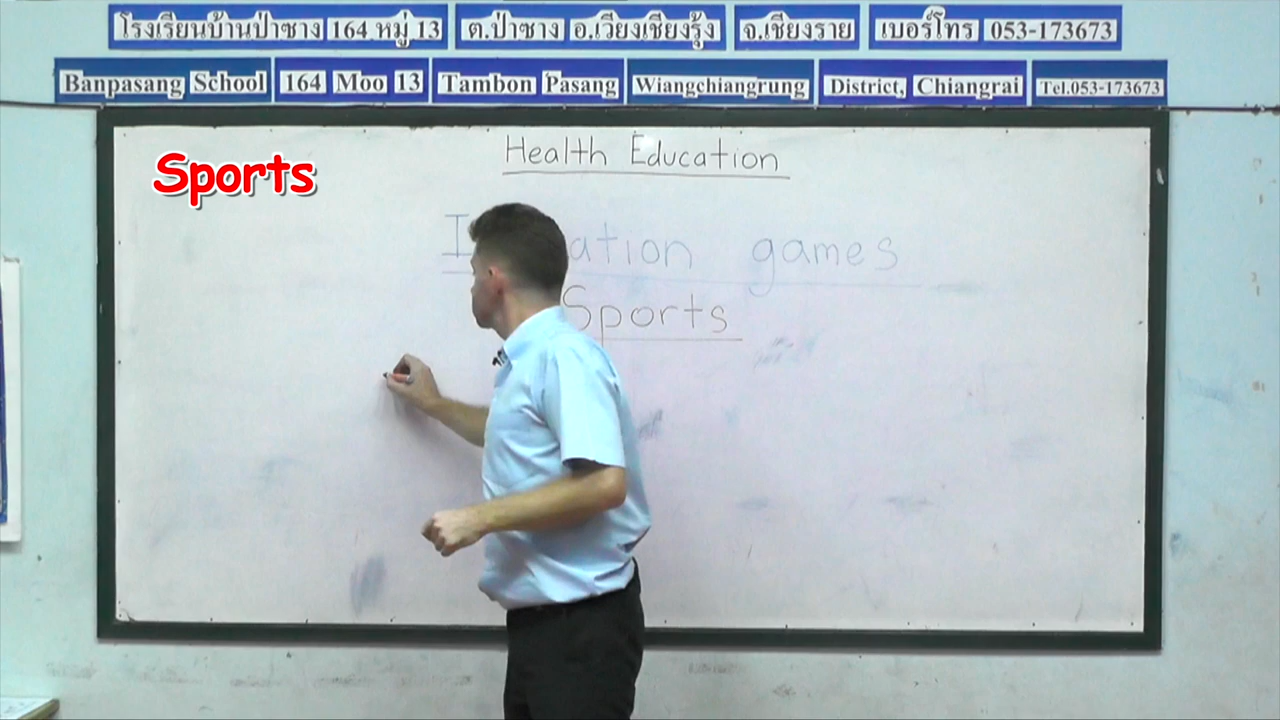 โรงเรียนบ้านป่าซาง 164 หมู่ 13 ต.ป่าซาง อ.เวียงเชียงรุ้ง จ.เชียงราย เบอร์โทร 053-173673
Banpasang School 164 Moo 13 Tambon Pasang Wiangchiangrung District, Chiangrai Tel.053-173673
Health Education
Sports
games
Sports